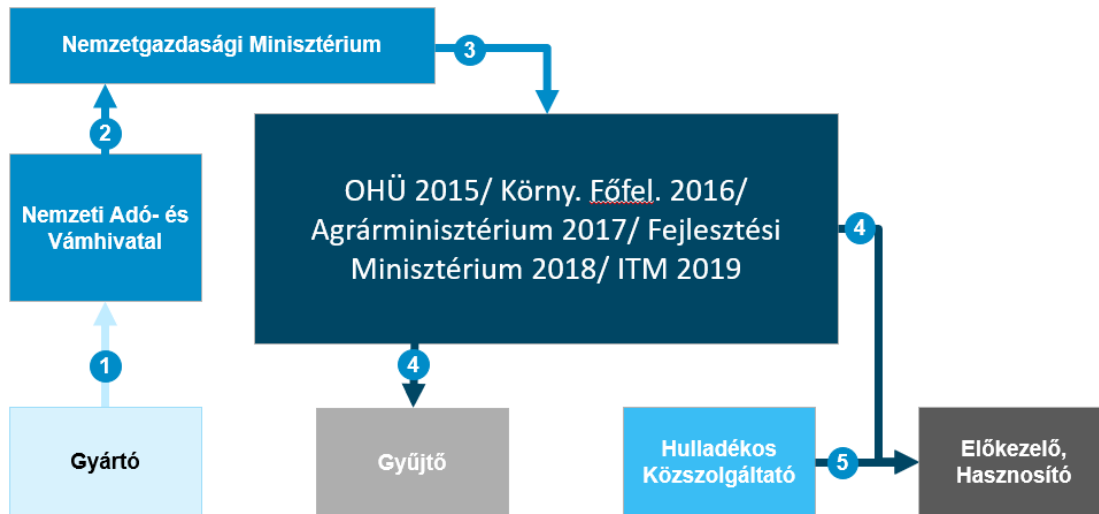 Nemzetgazdasági Minisztérium
3
2
Nemzeti Adó- és
Vámhivatal
OHÜ 2015/ Körny. Főfel. 2016/
Agrárminisztérium 2017/ Fejlesztési
Minisztérium 2018/ ITM 2019
4
1
4
Gyártó
Gyűjtő
Hulladékos
Közszolgáltató
5
Előkezelő,
Hasznosító